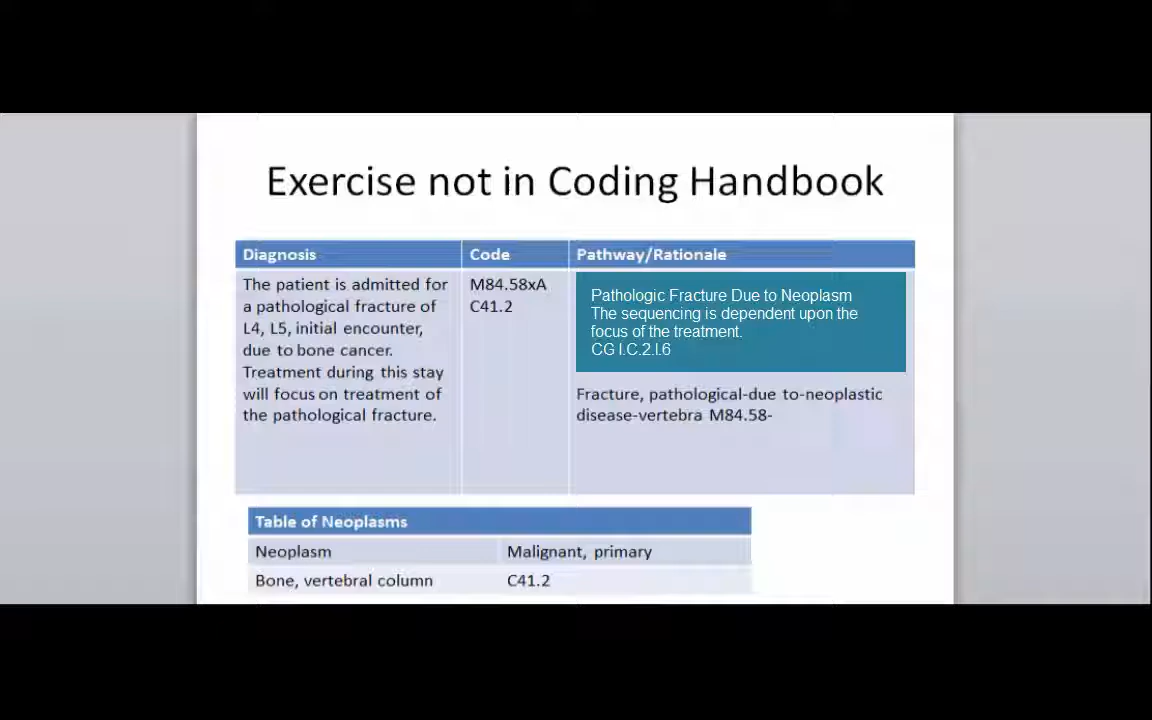 Exercise not in Coding Handbook
Diagnosis
Code
Pathway/Rationale
The patient is admitted for
a pathological fracture of
L4, L5, initial encounter,
due to bone cancer.
Treatment during this stay
will focus on treatment of
the pathological fracture.
M84.58xA
C41.2
Pathologic Fracture Due to Neoplasm
The sequencing is dependent upon the
focus of the treatment.
CG I.C.2.l.6
Fracture, pathological-due to-neoplastic
disease-vertebra M84.58-
Table of Neoplasms
Neoplasm
Malignant, primary
Bone, vertebral column
C41.2